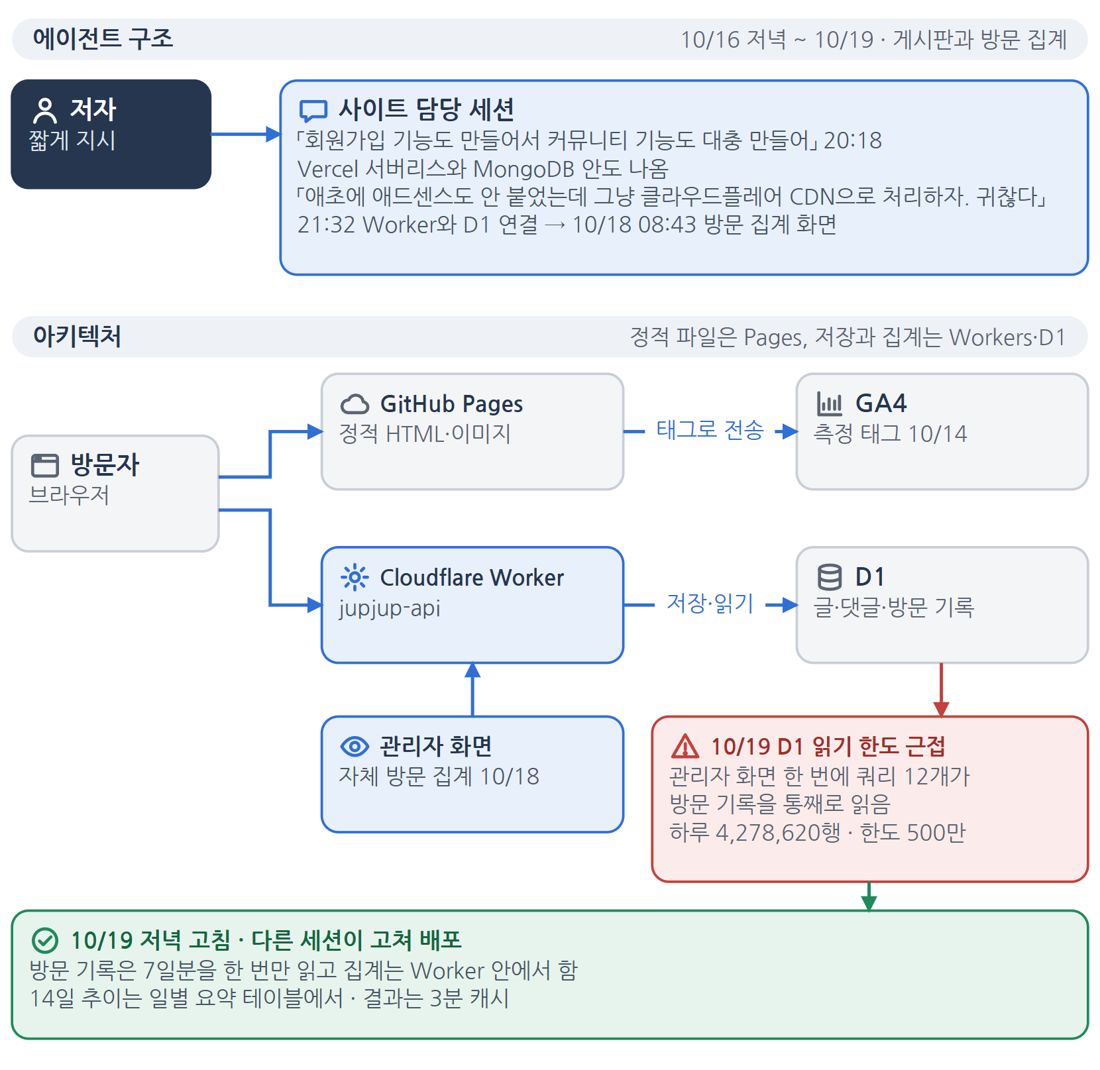 에이전트 구조
10/16 저녁 ~ 10/19 · 게시판과 방문 집계
저자
짧게 지시
사이트 담당 세션
「회원가입 기능도 만들어서 커뮤니티 기능도 대충 만들어」 20:18
Vercel 서버리스와 MongoDB 안도 나옴
「애초에 애드센스도 안 붙었는데 그냥 클라우드플레어 CDN으로 처리하자. 귀찮다」
21:32 Worker와 D1 연결 → 10/18 08:43 방문 집계 화면
아키텍처
정적 파일은 Pages, 저장과 집계는 Workers·D1
방문자
브라우저
GitHub Pages
정적 HTML·이미지
태그로 전송
GA4
측정 태그 10/14
Cloudflare Worker
jupjup-api
저장·읽기
D1
글·댓글·방문 기록
관리자 화면
자체 방문 집계 10/18
10/19 D1 읽기 한도 근접
관리자 화면 한 번에 쿼리 12개가
방문 기록을 통째로 읽음
하루 4,278,620행 · 한도 500만
10/19 저녁 고침 · 다른 세션이 고쳐 배포
방문 기록은 7일분을 한 번만 읽고 집계는 Worker 안에서 함
14일 추이는 일별 요약 테이블에서 · 결과는 3분 캐시